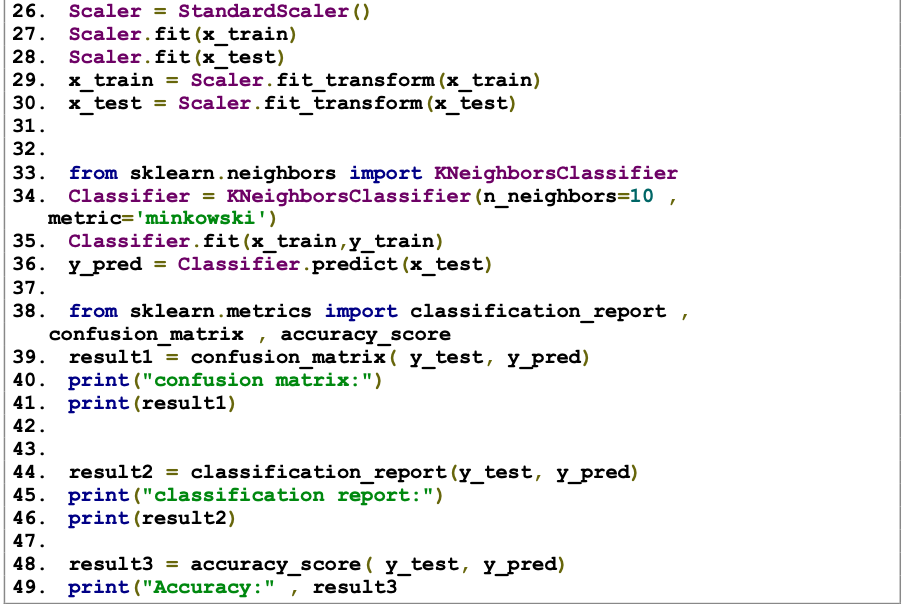 26. Scaler = StandardScaler()
27. Scaler.fit(x_train)
28. Scaler.fit(x_test)
29. x_train = Scaler.fit_transform(x_train)
30. x_test = Scaler.fit_transform(x_test)
31.
32.
33. from sklearn.neighbors import KNeighborsClassifier
34. Classifier = KNeighborsClassifier(n_neighbors=10 ,
metric='minkowski')
35. Classifier.fit(x_train,y_train)
36. y_pred = Classifier.predict(x_test)
37.
38. from sklearn.metrics import classification_report ,
confusion_matrix , accuracy_score
39. result1 = confusion_matrix( y_test, y_pred)
40. print("confusion matrix:")
41. print(result1)
42.
43.
44. result2 = classification_report(y_test, y_pred)
45. print("classification report:")
46. print(result2)
47.
48. result3 = accuracy_score( y_test, y_pred)
49. print("Accuracy:" , result3